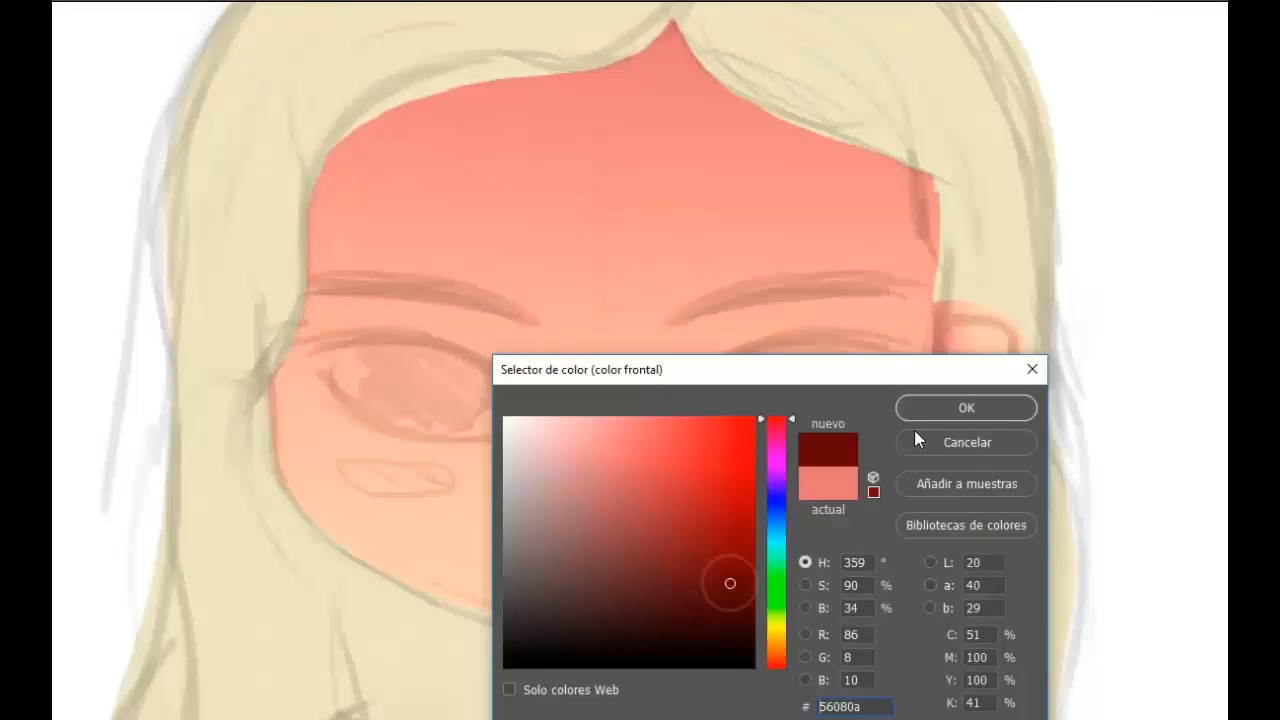 Selector de color (color frontal)
OK
nuevo
Cancelar
Añadir a muestras
actual
Bibliotecas de colores
H: 359 °
L: 20
S: 90 %
a: 40
B: 34 %
b: 29
R: 86
C: 51 %
G: 8
M: 100 %
B: 10
Y: 100 %
Solo colores Web
# 56080a
K: 41 %